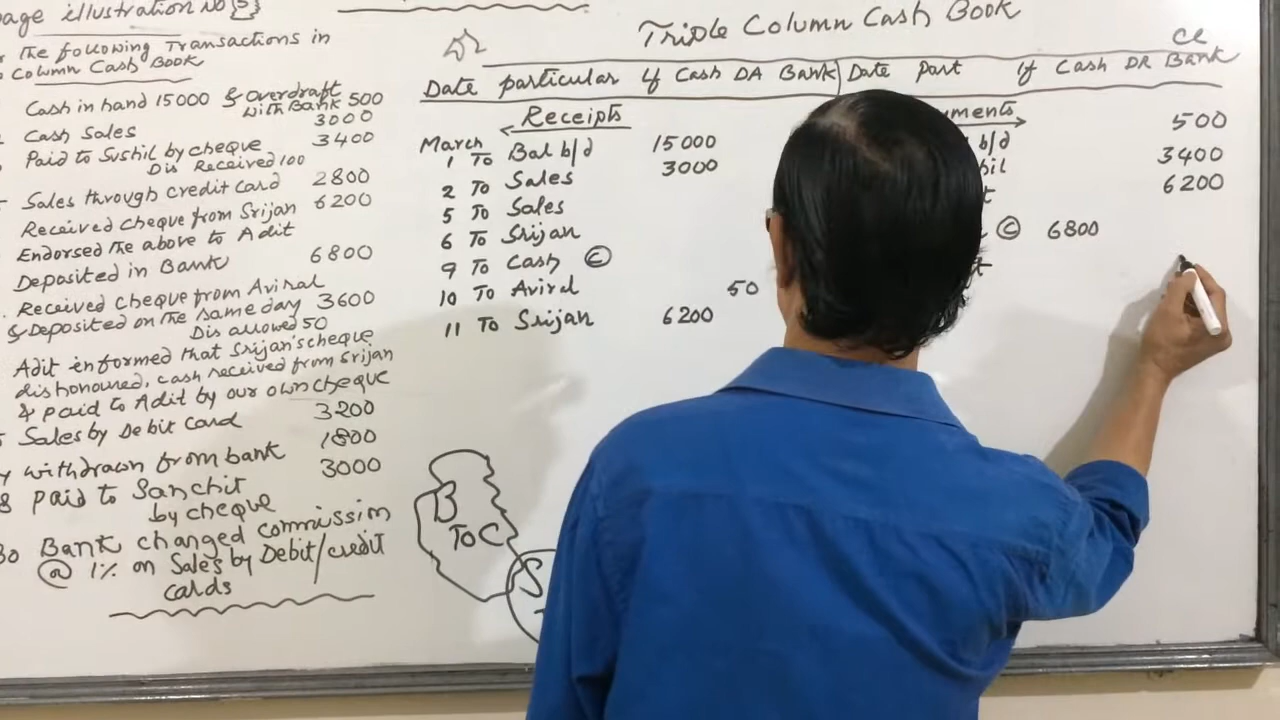 page illustration No 5
the following Transactions in
column Cash Book
Cash in hand 15000 & Overdraft
with Bank 500
Cash Sales 3000
Paid to Sushil by cheque 3400
Dis Received 100
Sales through credit card 2800
Received cheque from Srijan 6200
Endorsed the above to Adit
Deposited in Bank 6800
Received cheque from Aviral
& Deposited on the same day 3600
Dis allowed 50
Adit informed that Srijan's cheque
dishonoured, cash received from Srijan
& paid to Adit by our own cheque
Sales by Debit card 3200
withdrawn from bank 1800
8 paid to Sanchit 3000
by cheque
30 Bank changed commission
@ 1% on Sales by Debit/credit
cards
Triple Column Cash Book
Dr
Cr
Date particular lf Cash DA Bank Date Part lf Cash DR Bank
Receipts
March
1 To Bal b/d 15000
2 To Sales 3000
5 To Sales
6 To Srijan
9 To Cash ©
10 To Aviral 50
11 To Srijan 6200
ments
b/d 500
hil 3400
t 6200
© 6800
t
B
To C
S